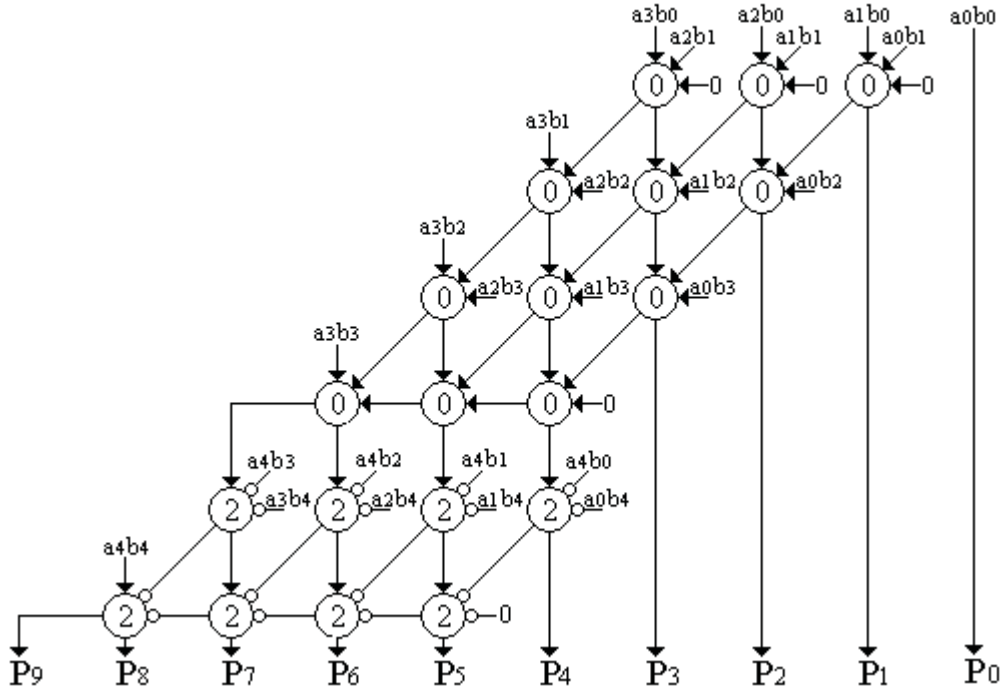 a3b0 a2b0 a1b0 a0b0
a2b1 a1b1 a0b1
0 0 0 0 0 0
a3b1
0 a2b2 0 a1b2 0 a0b2
a3b2
0 a2b3 0 a1b3 0 a0b3
a3b3
0 0 0 0
a4b3 a4b2 a4b1 a4b0
2 a3b4 2 a2b4 2 a1b4 2 a0b4
a4b4
2 2 2 2 0
P9 P8 P7 P6 P5 P4 P3 P2 P1 P0